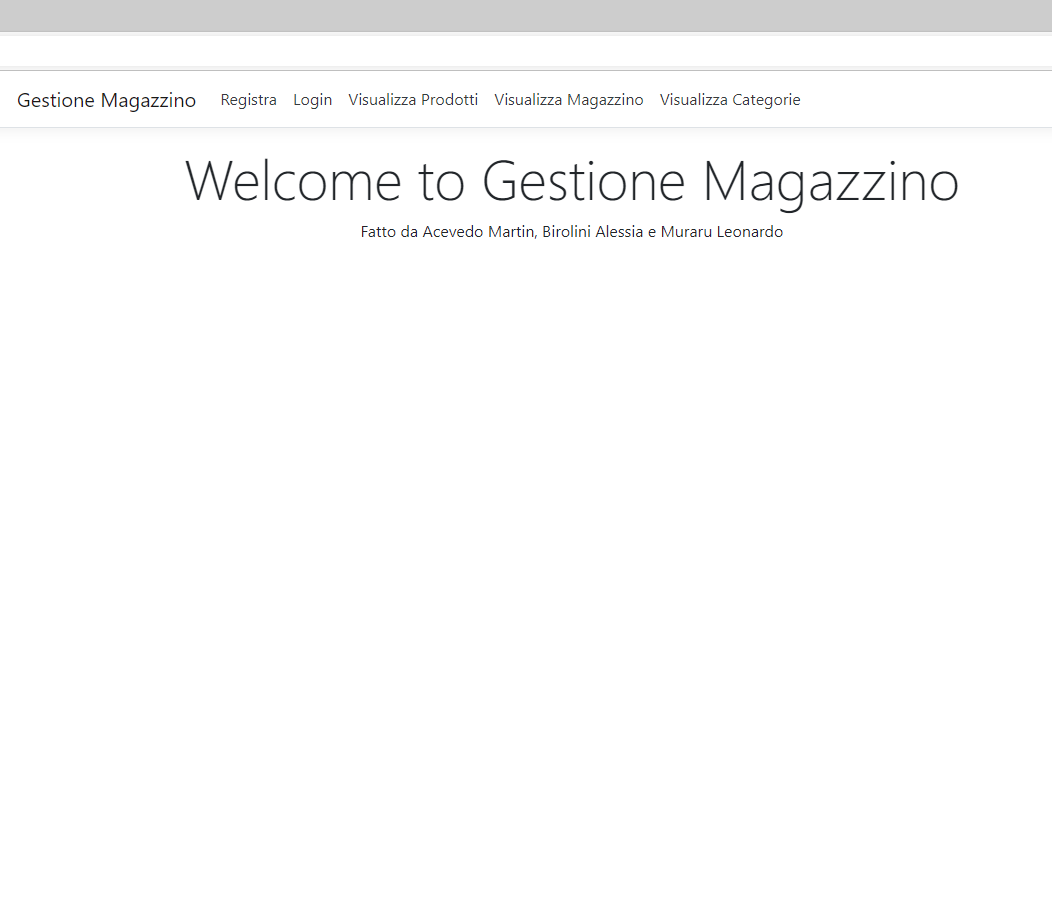 Gestione Magazzino Registra Login Visualizza Prodotti Visualizza Magazzino Visualizza Categorie
Welcome to Gestione Magazzino
Fatto da Acevedo Martin, Birolini Alessia e Muraru Leonardo